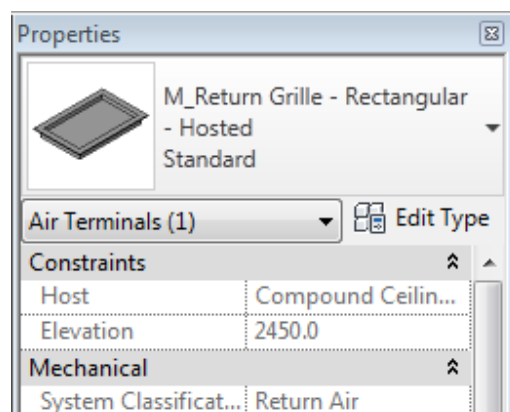 Properties
M_Return Grille - Rectangular
- Hosted
Standard
Air Terminals (1) Edit Type
Constraints
Host Compound Ceilin...
Elevation 2450.0
Mechanical
System Classificat... Return Air